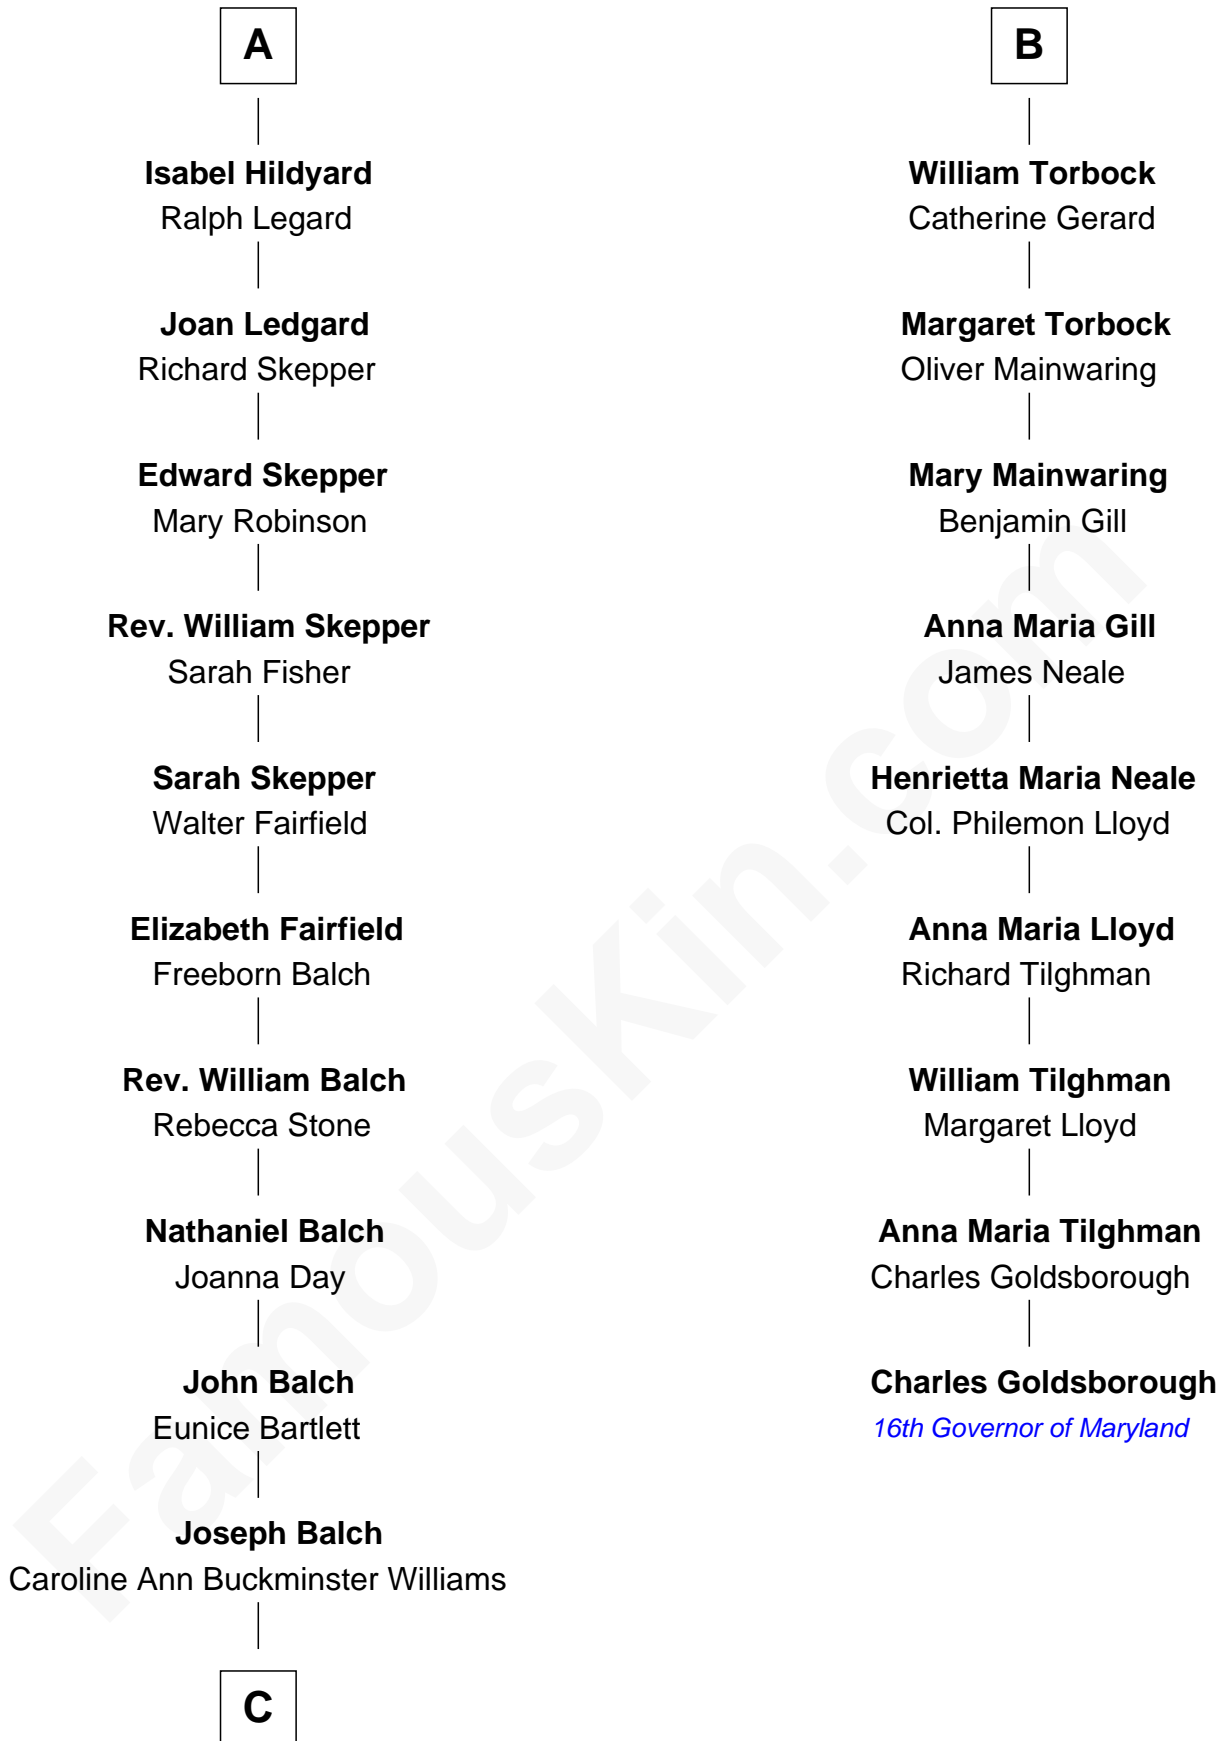 A
Isabel Hildyard
Ralph Legard
Joan Ledgard
Richard Skepper
Edward Skepper
Mary Robinson
Rev. William Skepper
Sarah Fisher
Sarah Skepper
Walter Fairfield
Elizabeth Fairfield
Freeborn Balch
Rev. William Balch
Rebecca Stone
Nathaniel Balch
Joanna Day
John Balch
Eunice Bartlett
Joseph Balch
Caroline Ann Buckminster Williams
C
B
William Torbock
Catherine Gerard
Margaret Torbock
Oliver Mainwaring
Mary Mainwaring
Benjamin Gill
Anna Maria Gill
James Neale
Henrietta Maria Neale
Col. Philemon Lloyd
Anna Maria Lloyd
Richard Tilghman
William Tilghman
Margaret Lloyd
Anna Maria Tilghman
Charles Goldsborough
Charles Goldsborough
16th Governor of Maryland
FamousKin.com